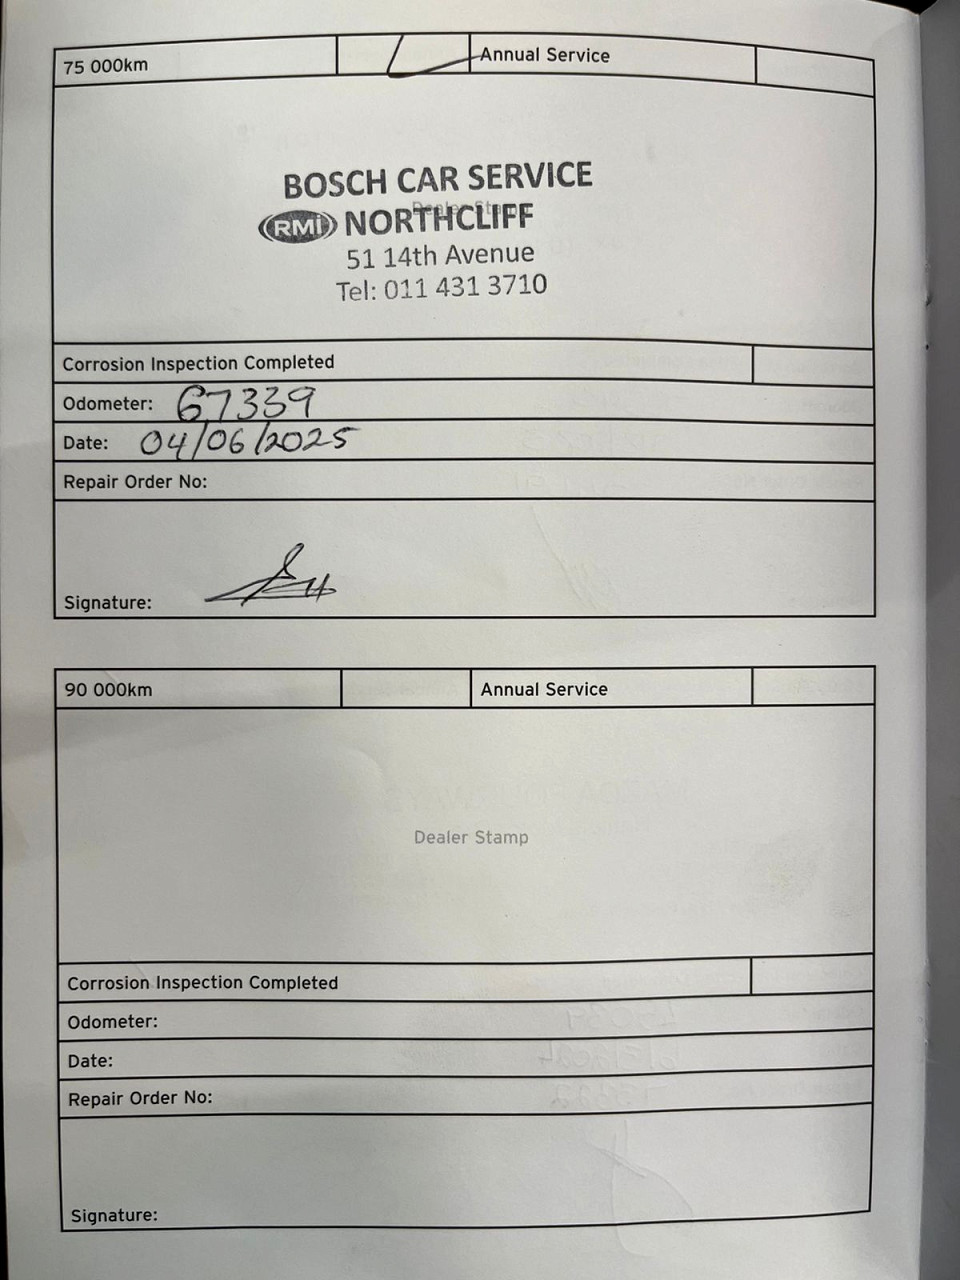 75 000km Annual Service
BOSCH CAR SERVICE
Dealer Stamp
RMi NORTHCLIFF
51 14th Avenue
Tel: 011 431 3710
Corrosion Inspection Completed
Odometer: 67339
Date: 04/06/2025
Repair Order No:
Signature:
90 000km Annual Service
Dealer Stamp
Corrosion Inspection Completed
Odometer:
Date:
Repair Order No:
Signature: